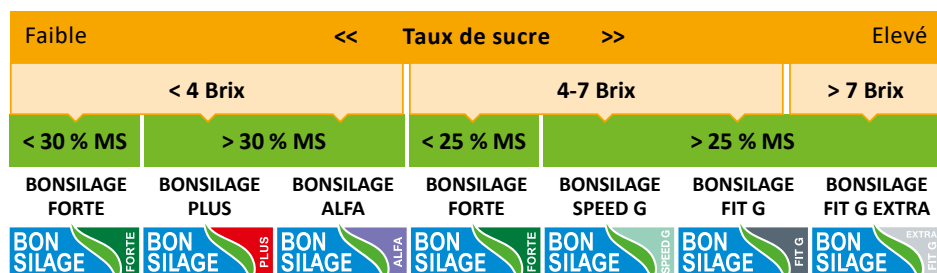 Faible << Taux de sucre >> Elevé
< 4 Brix 4-7 Brix > 7 Brix
< 30 % MS > 30 % MS < 25 % MS > 25 % MS
BONSILAGE BONSILAGE BONSILAGE BONSILAGE BONSILAGE BONSILAGE BONSILAGE
FORTE PLUS ALFA FORTE SPEED G FIT G FIT G EXTRA
BON SILAGE FORTE
BON SILAGE PLUS
BON SILAGE ALFA
BON SILAGE FORTE
BON SILAGE SPEED G
BON SILAGE FIT G
BON SILAGE EXTRA FIT G